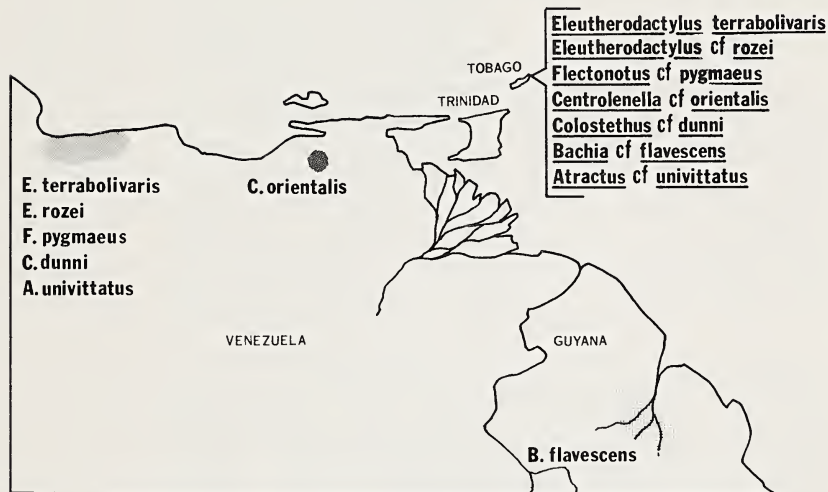 Eleutherodactylus terrabolivaris
Eleutherodactylus cf rozei
Flectonotus cf pygmaeus
Centrolenella cf orientalis
Colostethus cf dunni
Bachia cf flavescens
Atractus cf univittatus
TOBAGO
TRINIDAD
E. terrabolivaris
E. rozei
F. pygmaeus
C. dunni
A. univittatus
C. orientalis
VENEZUELA
GUYANA
B. flavescens